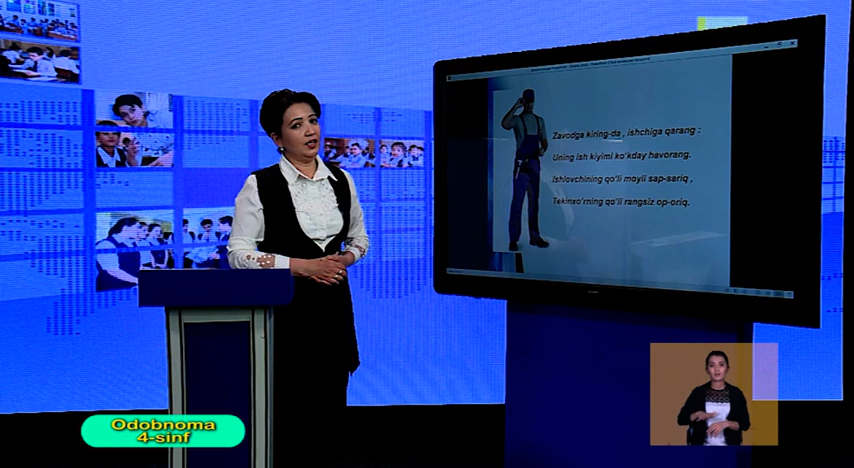 Zavodga kiring-da , ishchiga qarang :
Uning ish kiyimi ko'kday havorang.
Ishlovchining qo'li moyli sap-sariq ,
Tekinxo'rning qo'li rangsiz op-oriq.
Odobnoma
4-sinf